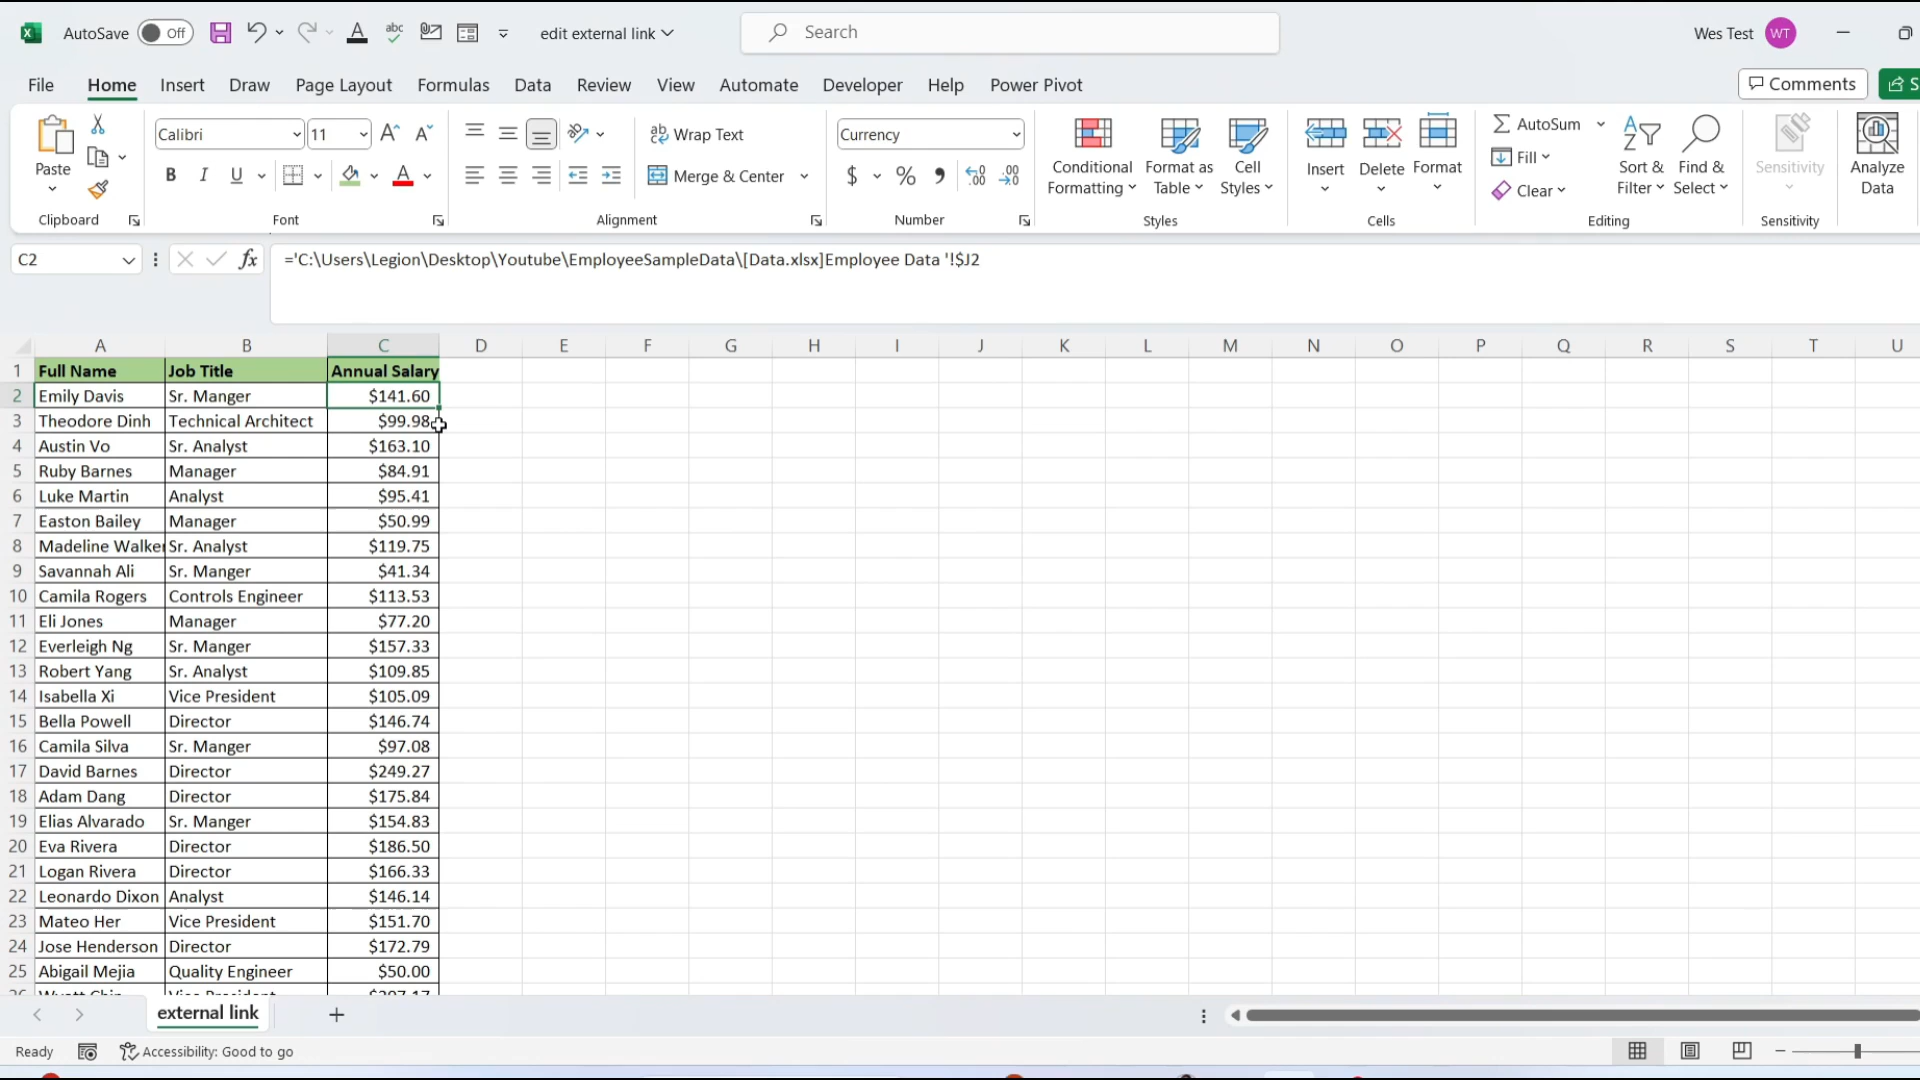 AutoSave Off edit external link Search Wes Test WT
File Home Insert Draw Page Layout Formulas Data Review View Automate Developer Help Power Pivot Comments S
Paste Calibri 11 Wrap Text Currency Conditional Formatting Format as Table Cell Styles Insert Delete Format AutoSum Sort & Filter Find & Select Sensitivity Analyze Data
B I U A Merge & Center $ % Fill
Clear
Clipboard Font Alignment Number Styles Cells Editing Sensitivity
C2 fx ='C:\Users\Legion\Desktop\Youtube\EmployeeSampleData\[Data.xlsx]Employee Data '!$J2
A B C D E F G H I J K L M N O P Q R S T U
1 Full Name Job Title Annual Salary
2 Emily Davis Sr. Manger $141.60
3 Theodore Dinh Technical Architect $99.98
4 Austin Vo Sr. Analyst $163.10
5 Ruby Barnes Manager $84.91
6 Luke Martin Analyst $95.41
7 Easton Bailey Manager $50.99
8 Madeline Walker Sr. Analyst $119.75
9 Savannah Ali Sr. Manger $41.34
10 Camila Rogers Controls Engineer $113.53
11 Eli Jones Manager $77.20
12 Everleigh Ng Sr. Manger $157.33
13 Robert Yang Sr. Analyst $109.85
14 Isabella Xi Vice President $105.09
15 Bella Powell Director $146.74
16 Camila Silva Sr. Manger $97.08
17 David Barnes Director $249.27
18 Adam Dang Director $175.84
19 Elias Alvarado Sr. Manger $154.83
20 Eva Rivera Director $186.50
21 Logan Rivera Director $166.33
22 Leonardo Dixon Analyst $146.14
23 Mateo Her Vice President $151.70
24 Jose Henderson Director $172.79
25 Abigail Mejia Quality Engineer $50.00
external link
Ready Accessibility: Good to go